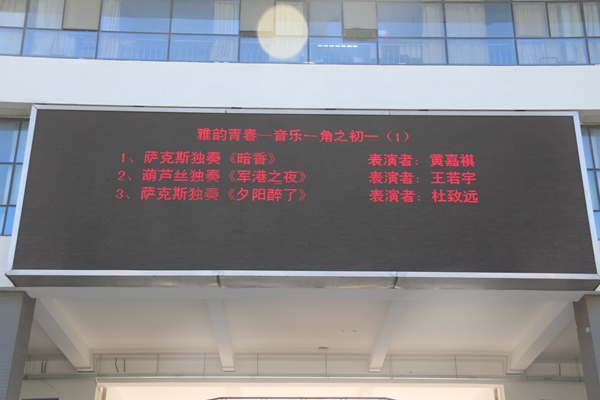 雅韵青春--音乐一角之初一（1）
1、萨克斯独奏《暗香》 表演者：黄嘉祺
2、葫芦丝独奏《军港之夜》 表演者：王若宇
3、萨克斯独奏《夕阳醉了》 表演者：杜致远